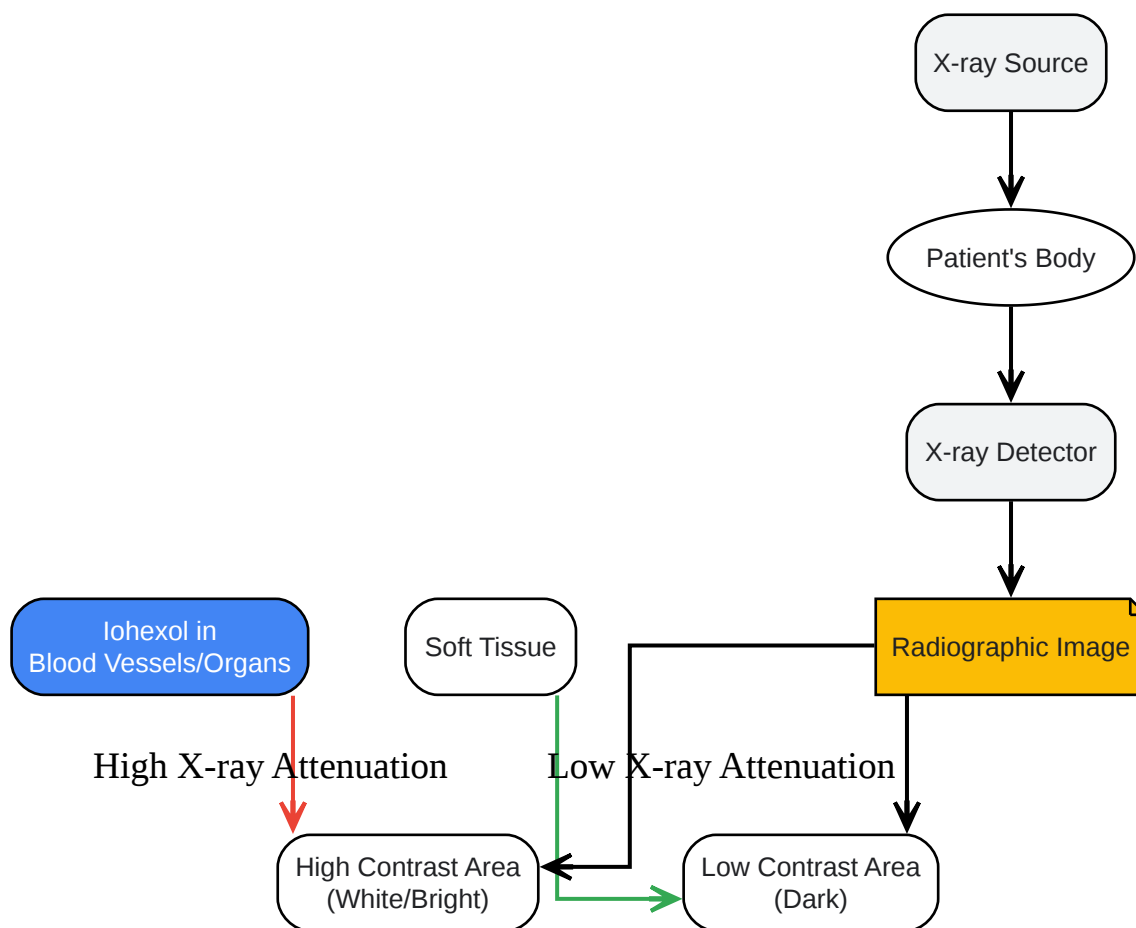 X-ray Source
Patient's Body
X-ray Detector
Iohexol in
Blood Vessels/Organs
Soft Tissue
Radiographic Image
High X-ray Attenuation
Low X-ray Attenuation
High Contrast Area
(White/Bright)
Low Contrast Area
(Dark)